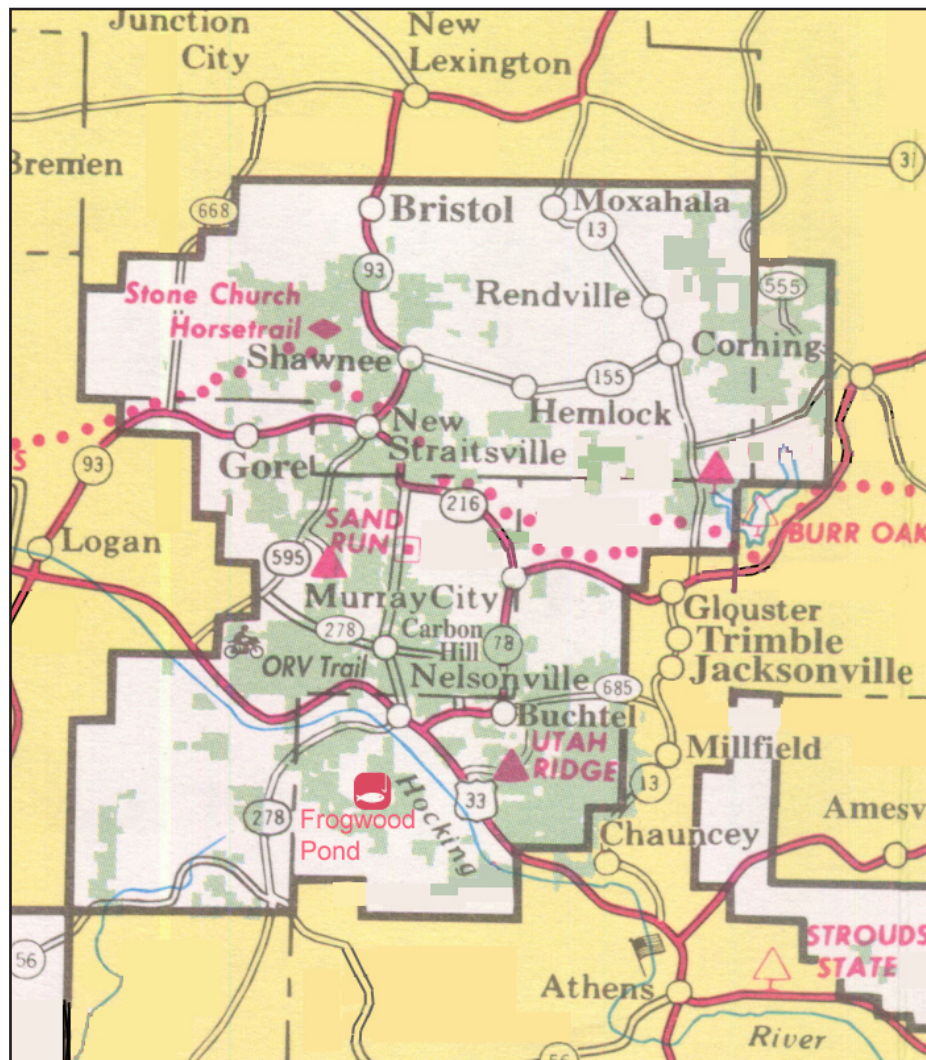 Junction
City
New
Lexington
Bremen
31
668
Bristol
Moxahala
13
93
555
Stone Church
Horsetrail
Rendville
Shawnee
Corning
155
Hemlock
New
Straitsville
Gore
93
S
216
SAND
RUN
BURR OAK
Logan
595
Murray City
Glouster
278
Carbon
Hill
78
Trimble
ORV Trail
Nelsonville
Jacksonville
685
Buchtel
UTAH
RIDGE
Millfield
13
Hocking
33
278
Frogwood
Pond
Amesv
Chauncey
STROUDS
STATE
56
Athens
River
56